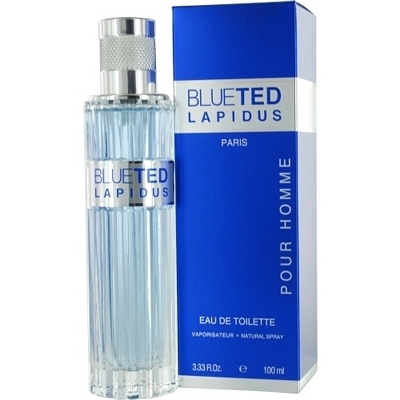 BLUETED
LAPIDUS
BLUETED
LAPIDUS
PARIS
POUR HOMME
EAU DE TOILETTE
VAPORISATEUR • NATURAL SPRAY
3.33 Fl.Oz. e 100 ml